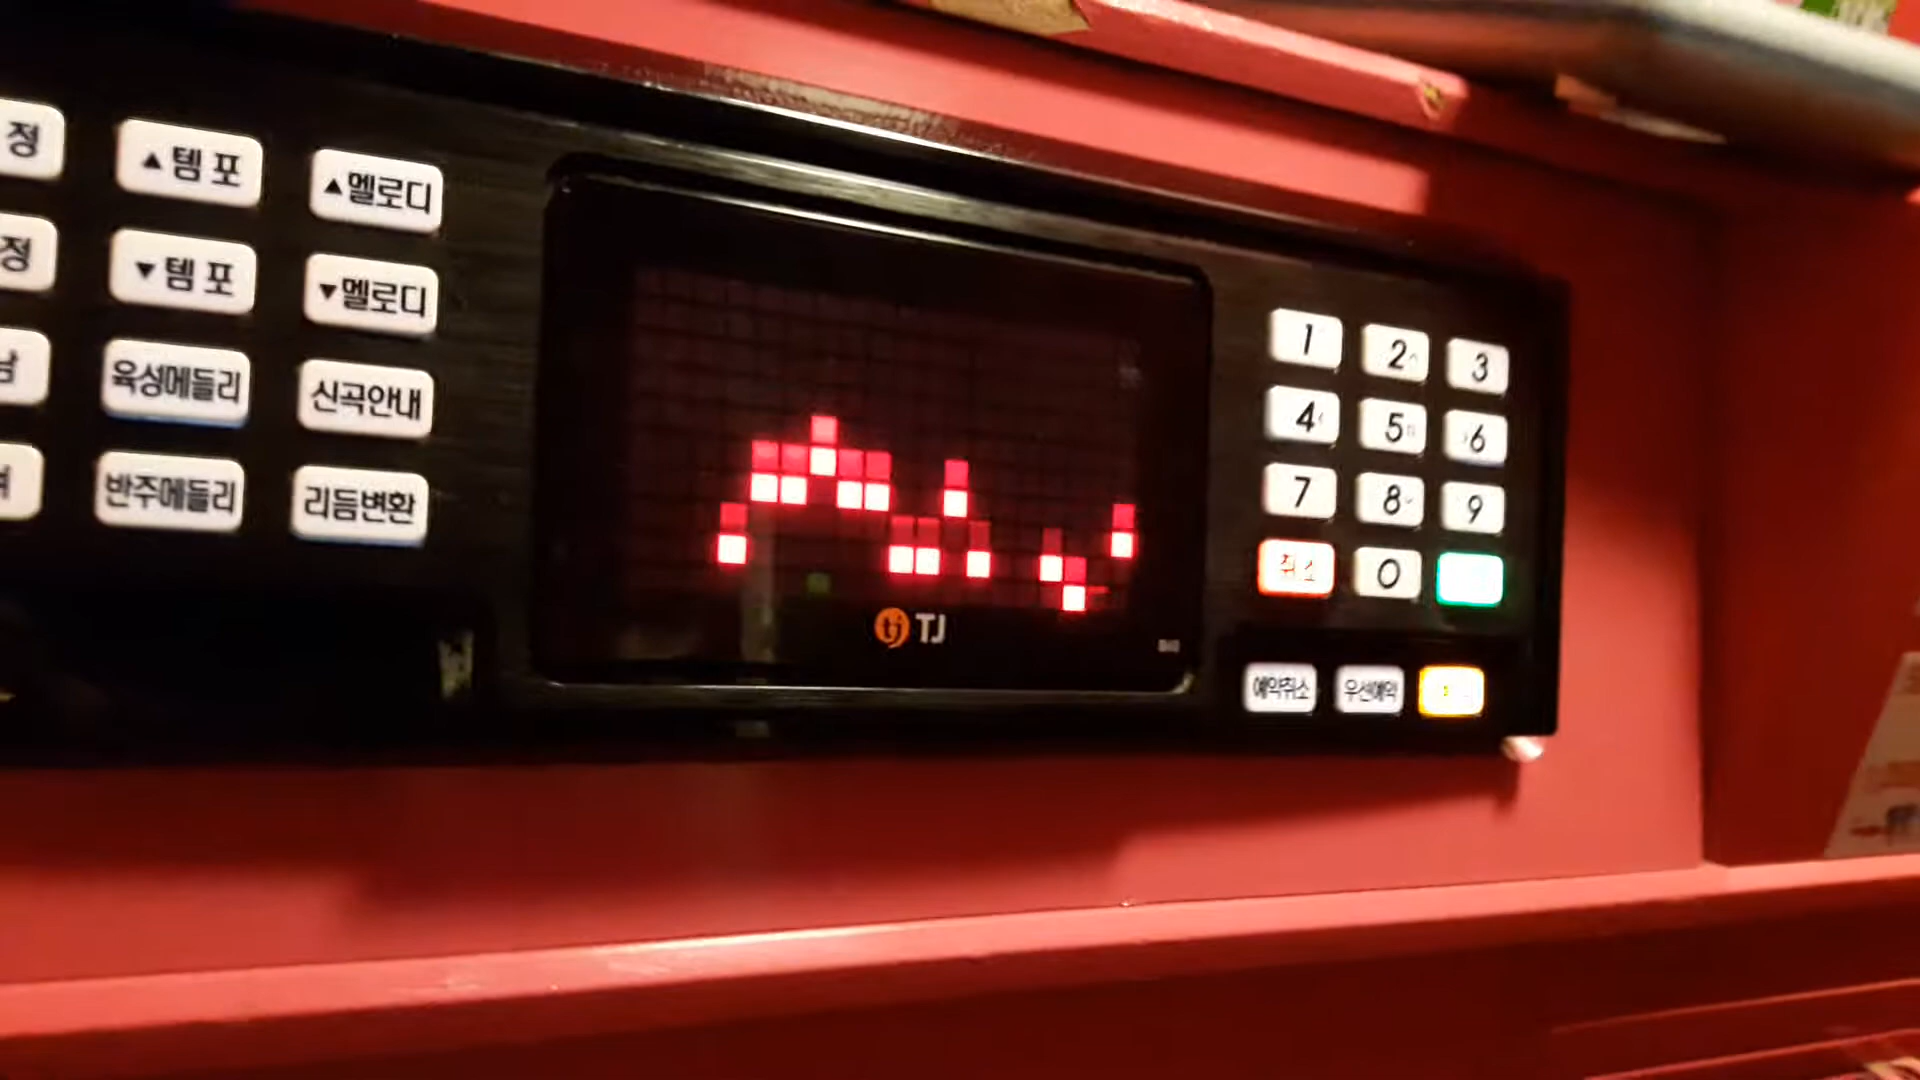 정
▲템포
▲멜로디
정
▼템포
▼멜로디
육성메들리
신곡안내
반주메들리
리듬변환
tj TJ
1 2 3
4 5 6
7 8 9
취소 0
예약취소 우선예약